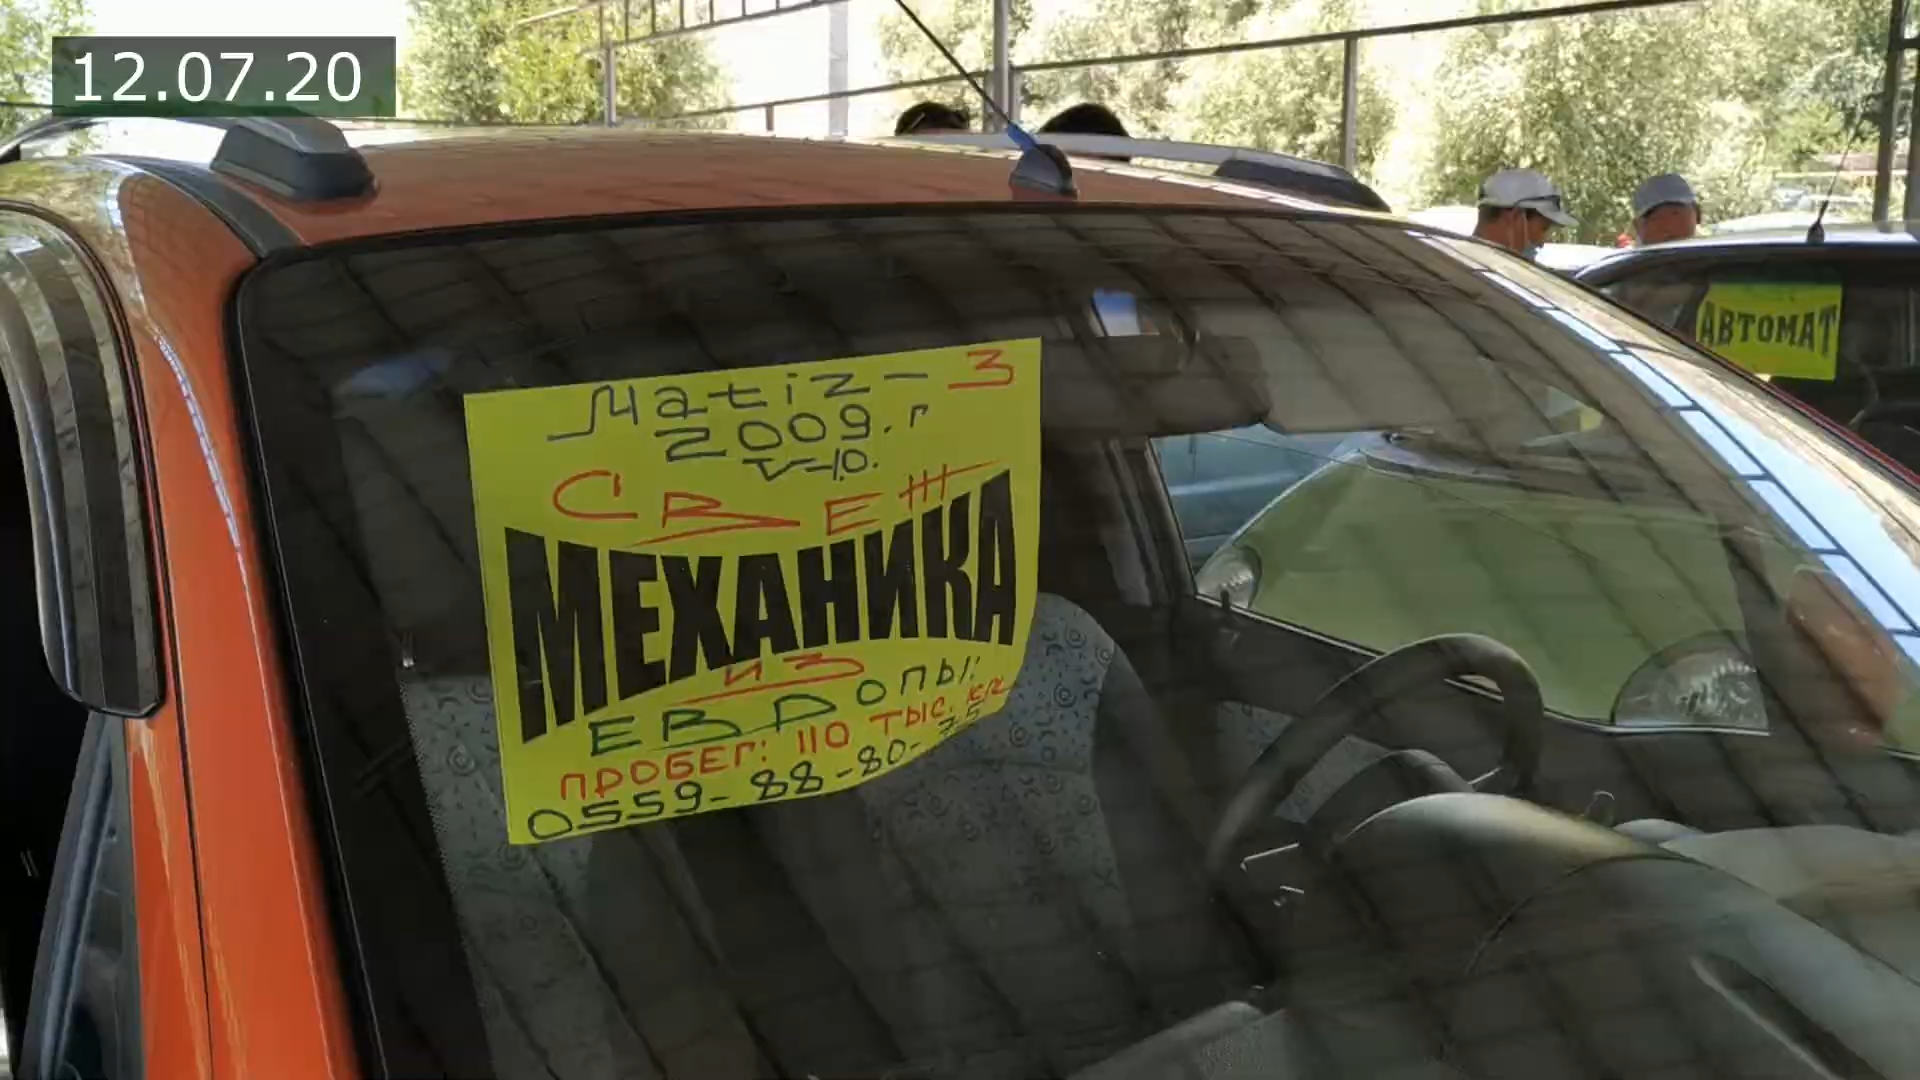 12.07.20
Matiz-3
2009.г
V-1.0.
СВЕЖ
МЕХАНИКА
ИЗ
ЕВРОПЫ:
ПРОБЕГ: 110 ТЫС. КМ
0559-88-80-75
АВТОМАТ